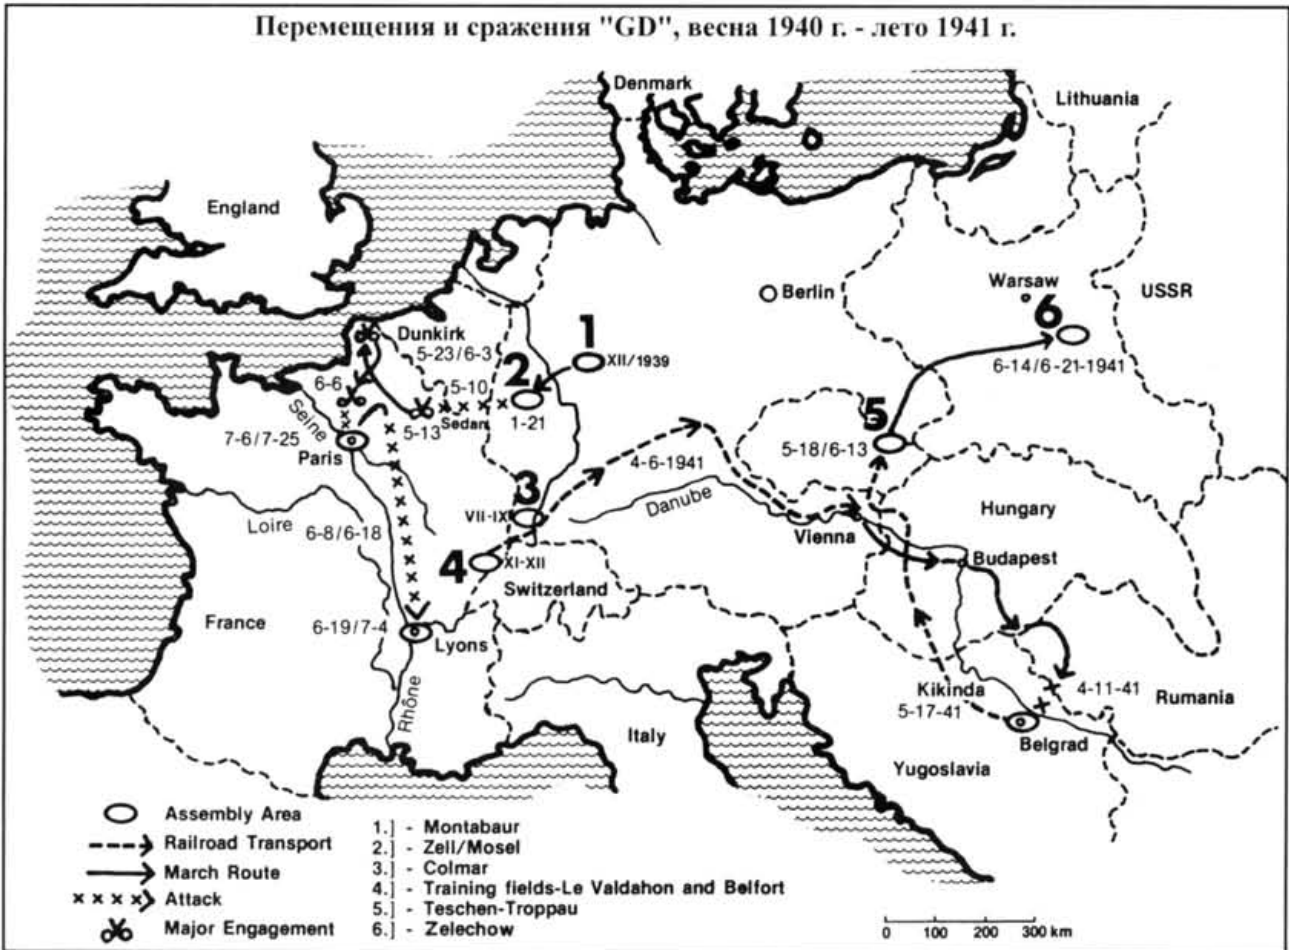 Перемещения и сражения "GD", весна 1940 г. - лето 1941 г.
Denmark
Lithuania
England
Warsaw
USSR
Berlin
6
Dunkirk
1
5-23/6-3
XII/1939
6-14/6-21-1941
6-6
5-10
2
Seine
5-13
Sedan
1-21
5
7-6/7-25
Paris
4-6-1941
5-18/6-13
3
Danube
Hungary
Loire
6-8/6-18
VII-IX
Vienna
4
XI-XII
Budapest
Switzerland
France
6-19/7-4
Lyons
Rhône
Kikinda
4-11-41
Rumania
5-17-41
Italy
Belgrad
Yugoslavia
Assembly Area
Railroad Transport
March Route
Attack
Major Engagement
1.] - Montabaur
2.] - Zell/Mosel
3.] - Colmar
4.] - Training fields-Le Valdahon and Belfort
5.] - Teschen-Troppau
6.] - Zelechow
0 100 200 300 km